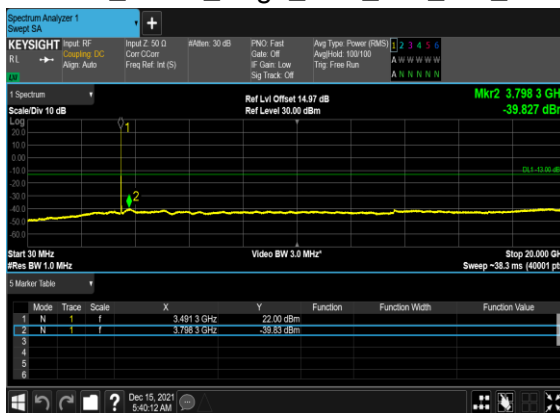 Spectrum Analyzer 1
Swept SA
KEYSIGHT Input: RF Input Z: 50 Ω #Atten: 30 dB PNO: Fast Avg Type: Power (RMS) 1 2 3 4 5 6
RL Coupling: DC Corr CCorr Gate: Off Avg|Hold: 100/100 A W W W W W
Align: Auto Freq Ref: Int (S) IF Gain: Low Trig: Free Run
LU Sig Track: Off A N N N N N
1 Spectrum Ref Lvl Offset 14.97 dB Mkr2 3.798 3 GH
Scale/Div 10 dB Ref Level 30.00 dBm -39.827 dBr
Log
20.0
10.0
0.00
-10.0
DL1 -13.00 dB
-20.0
-30.0
-40.0
-50.0
-60.0
1
2
Start 30 MHz Video BW 3.0 MHz* Stop 20.000 GH
#Res BW 1.0 MHz Sweep ~38.3 ms (40001 pt
5 Marker Table
Mode Trace Scale X Y Function Function Width Function Value
1 N 1 f 3.491 3 GHz 22.00 dBm
2 N 1 f 3.798 3 GHz -39.83 dBm
3
4
5
6
? Dec 15, 2021
5:40:12 AM